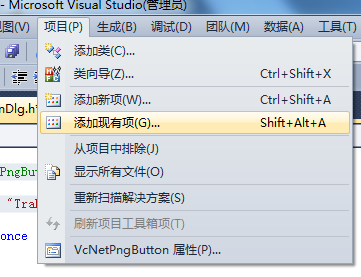 - Microsoft Visual Studio(管理员)
项目(P) 生成(B) 调试(D) 团队(M) 数据(A) 工具(T)
添加类(C)...
类向导(Z)... Ctrl+Shift+X
添加新项(W)... Ctrl+Shift+A
mDlg.h
添加现有项(G)... Shift+Alt+A
从项目中排除(J)
PngBu
显示所有文件(O)
重新扫描解决方案(S)
"Tra
刷新项目工具箱项(T)
once
VcNetPngButton 属性(P)...